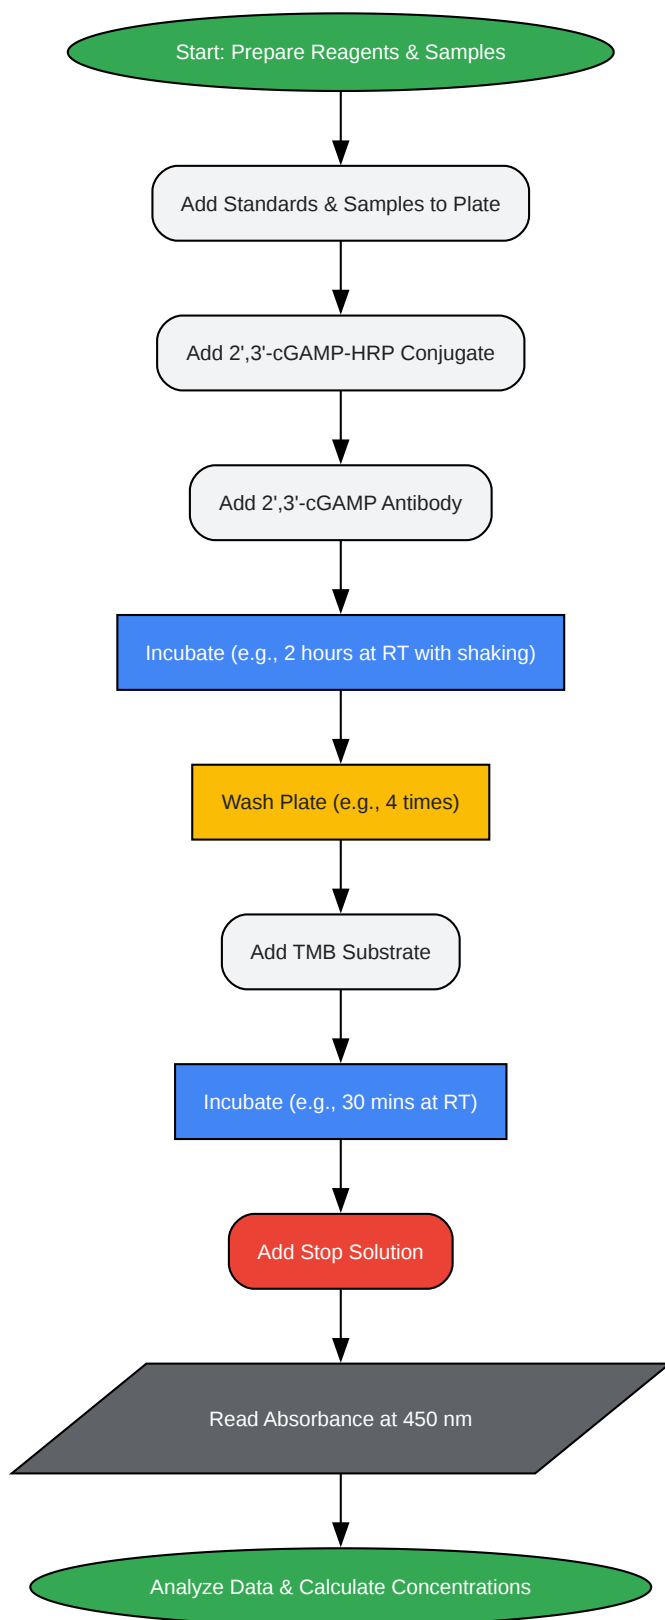 Start: Prepare Reagents & Samples
Add Standards & Samples to Plate
Add 2',3'-cGAMP-HRP Conjugate
Add 2',3'-cGAMP Antibody
Incubate (e.g., 2 hours at RT with shaking)
Wash Plate (e.g., 4 times)
Add TMB Substrate
Incubate (e.g., 30 mins at RT)
Add Stop Solution
Read Absorbance at 450 nm
Analyze Data & Calculate Concentrations